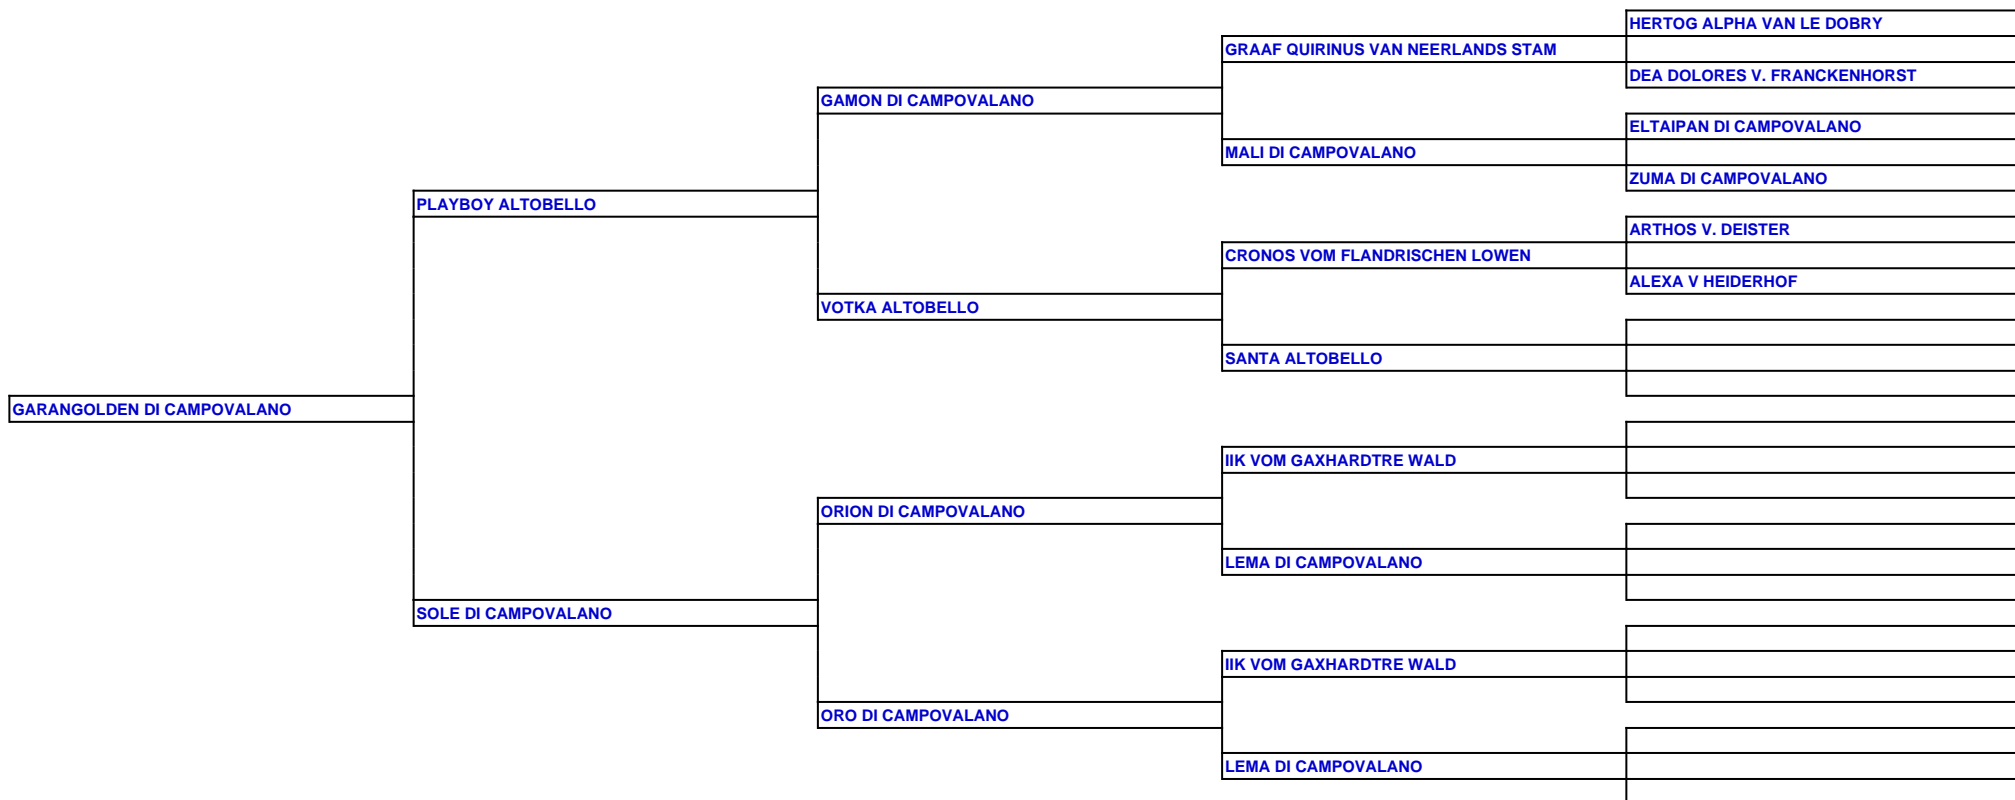 HERTOG ALPHA VAN LE DOBRY
GRAAF QUIRINUS VAN NEERLANDS STAM
DEA DOLORES V. FRANCKENHORST
GAMON DI CAMPOVALANO
ELTAIPAN DI CAMPOVALANO
MALI DI CAMPOVALANO
ZUMA DI CAMPOVALANO
PLAYBOY ALTOBELLO
ARTHOS V. DEISTER
CRONOS VOM FLANDRISCHEN LOWEN
ALEXA V HEIDERHOF
VOTKA ALTOBELLO
SANTA ALTOBELLO
GARANGOLDEN DI CAMPOVALANO
IIK VOM GAXHARDTRE WALD
ORION DI CAMPOVALANO
LEMA DI CAMPOVALANO
SOLE DI CAMPOVALANO
IIK VOM GAXHARDTRE WALD
ORO DI CAMPOVALANO
LEMA DI CAMPOVALANO